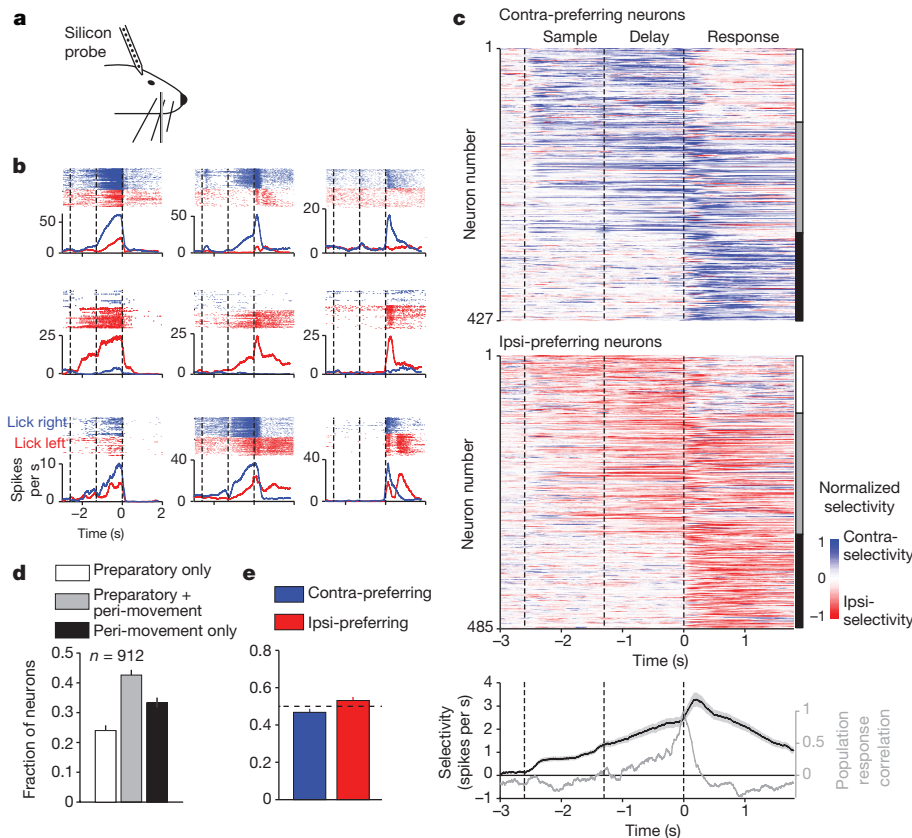 a
Silicon
probe
b
50
0
50
0
20
0
25
0
25
0
25
0
Lick right
Lick left
Spikes
per s
10
0
40
0
40
0
−2
0
2
Time (s)
c
Contra-preferring neurons
Sample
Delay
Response
1
Neuron number
427
Ipsi-preferring neurons
1
Neuron number
485
−3
−2
−1
0
1
Time (s)
Normalized
selectivity
1
0
−1
Contra-
selectivity
Ipsi-
selectivity
4
3
2
1
0
−1
Selectivity
(spikes per s)
1
0.5
0
Population
response
correlation
−3
−2
−1
0
1
Time (s)
d
Preparatory only
Preparatory +
peri-movement
Peri-movement only
n = 912
0.5
0.4
0.3
0.2
0.1
0
Fraction of neurons
e
Contra-preferring
Ipsi-preferring
0.8
0.6
0.4
0.2
0